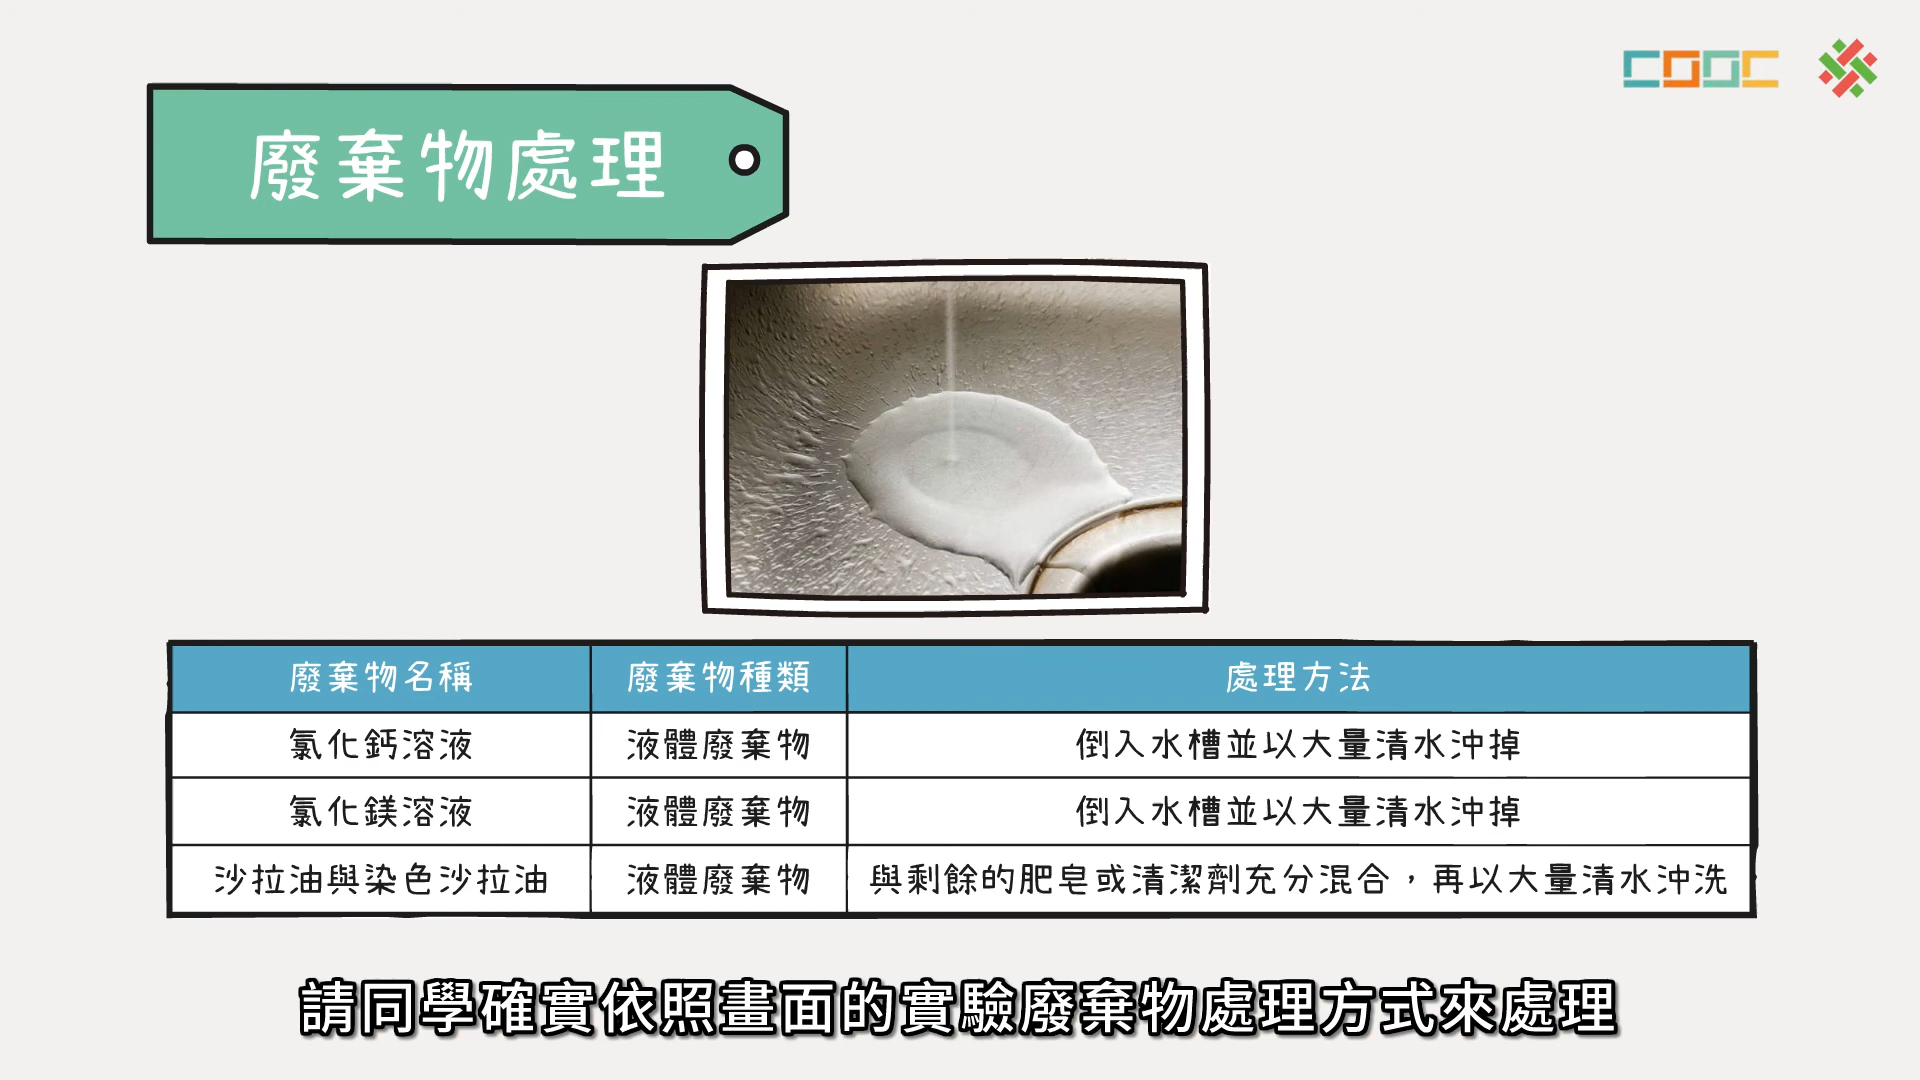 COOC
廢棄物處理
廢棄物名稱 廢棄物種類 處理方法
氯化鈣溶液 液體廢棄物 倒入水槽並以大量清水沖掉
氯化鎂溶液 液體廢棄物 倒入水槽並以大量清水沖掉
沙拉油與染色沙拉油 液體廢棄物 與剩餘的肥皂或清潔劑充分混合，再以大量清水沖洗
請同學確實依照畫面的實驗廢棄物處理方式來處理